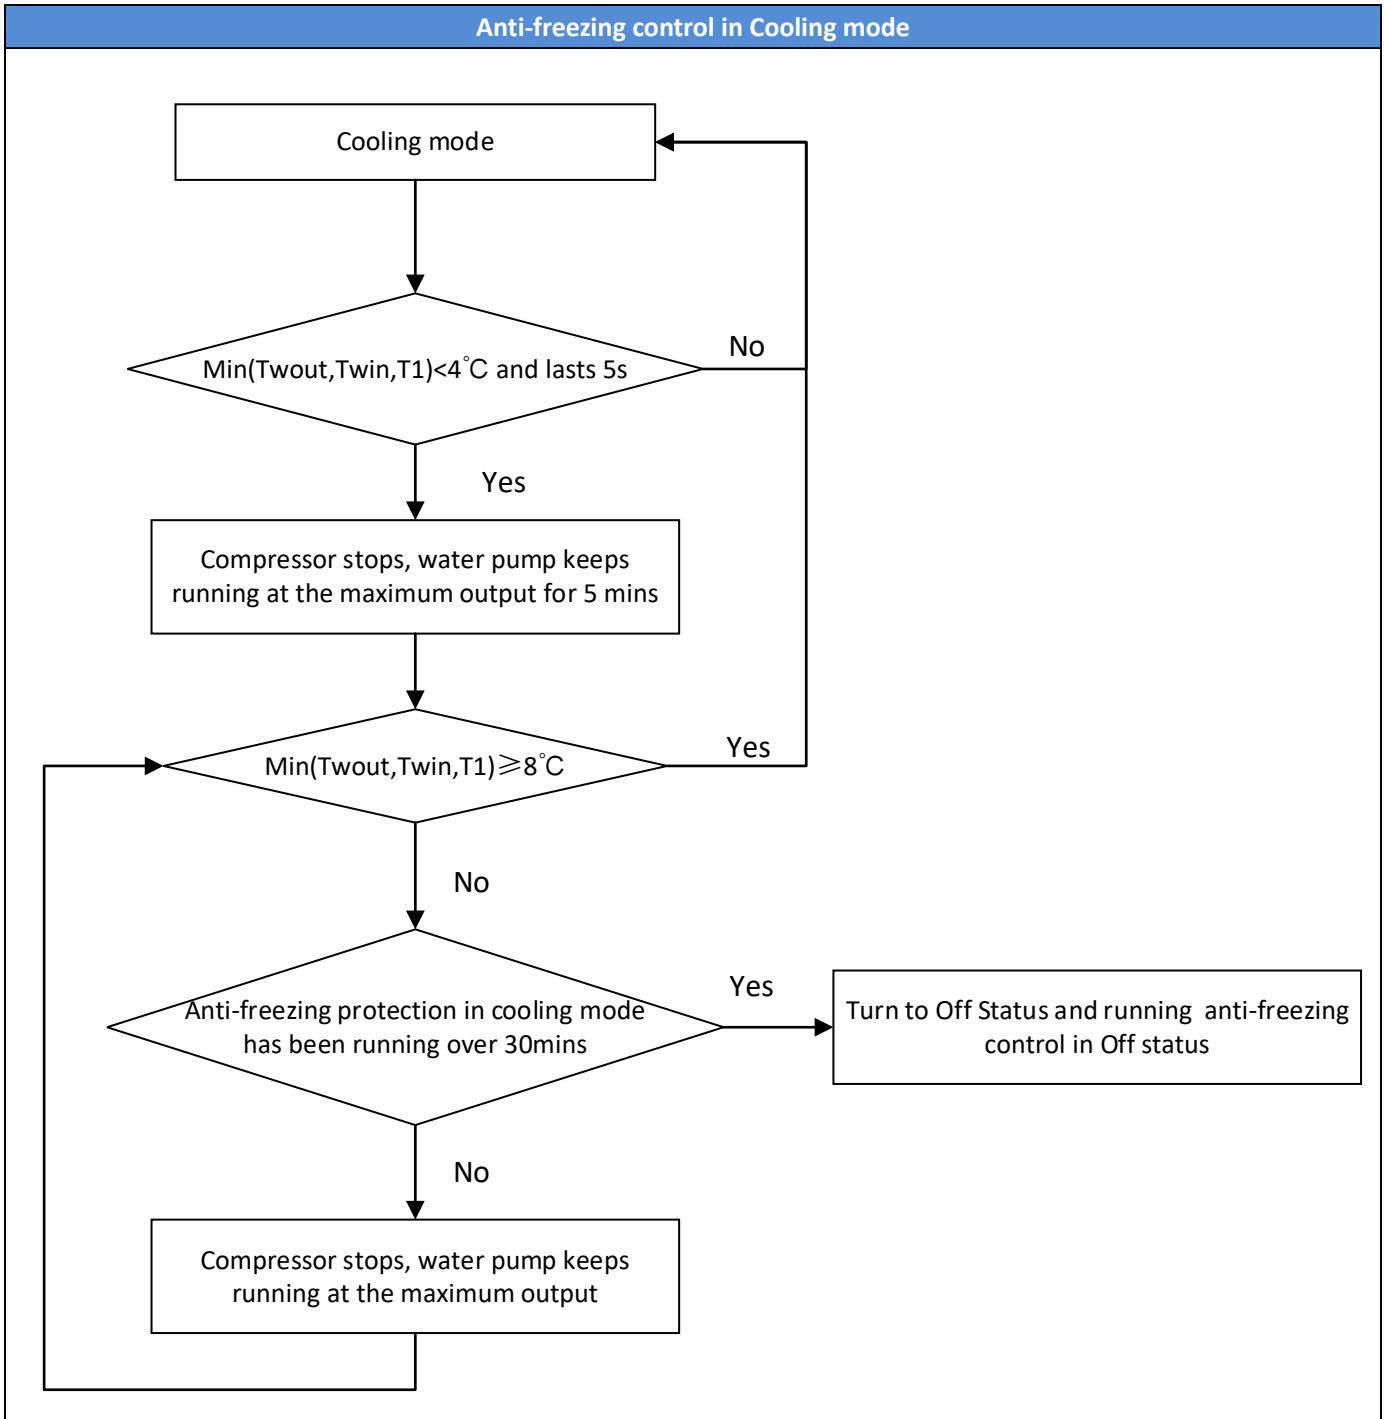 Anti-freezing control in Cooling mode
Cooling mode
Min(Twout,Twin,T1)<4℃ and lasts 5s
No
Yes
Compressor stops, water pump keeps
running at the maximum output for 5 mins
Min(Twout,Twin,T1)≥8℃
Yes
No
Anti-freezing protection in cooling mode
has been running over 30mins
Yes
Turn to Off Status and running  anti-freezing
control in Off status
No
Compressor stops, water pump keeps
running at the maximum output